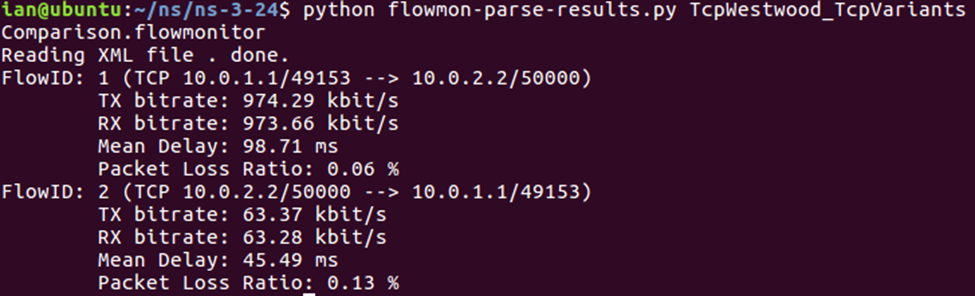 ian@ubuntu:~/ns/ns-3-24$ python flowmon-parse-results.py TcpWestwood_TcpVariants
Comparison.flowmonitor
Reading XML file . done.
FlowID: 1 (TCP 10.0.1.1/49153 --> 10.0.2.2/50000)
TX bitrate: 974.29 kbit/s
RX bitrate: 973.66 kbit/s
Mean Delay: 98.71 ms
Packet Loss Ratio: 0.06 %
FlowID: 2 (TCP 10.0.2.2/50000 --> 10.0.1.1/49153)
TX bitrate: 63.37 kbit/s
RX bitrate: 63.28 kbit/s
Mean Delay: 45.49 ms
Packet Loss Ratio: 0.13 %